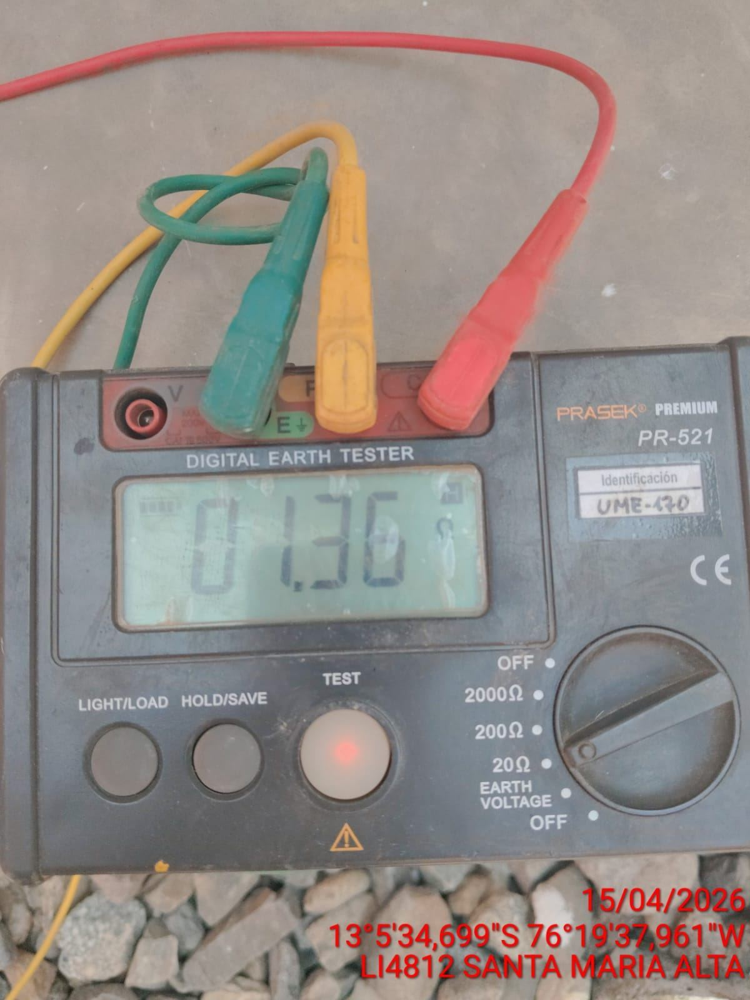 V
P
C
E
PRASEK® PREMIUM
PR-521
DIGITAL EARTH TESTER
Identificación
UME-170
01.36
Ω
H
CE
OFF
2000Ω
200Ω
20Ω
EARTH
VOLTAGE
OFF
TEST
LIGHT/LOAD HOLD/SAVE
15/04/2026
13°5'34,699"S 76°19'37,961"W
LI4812 SANTA MARIA ALTA